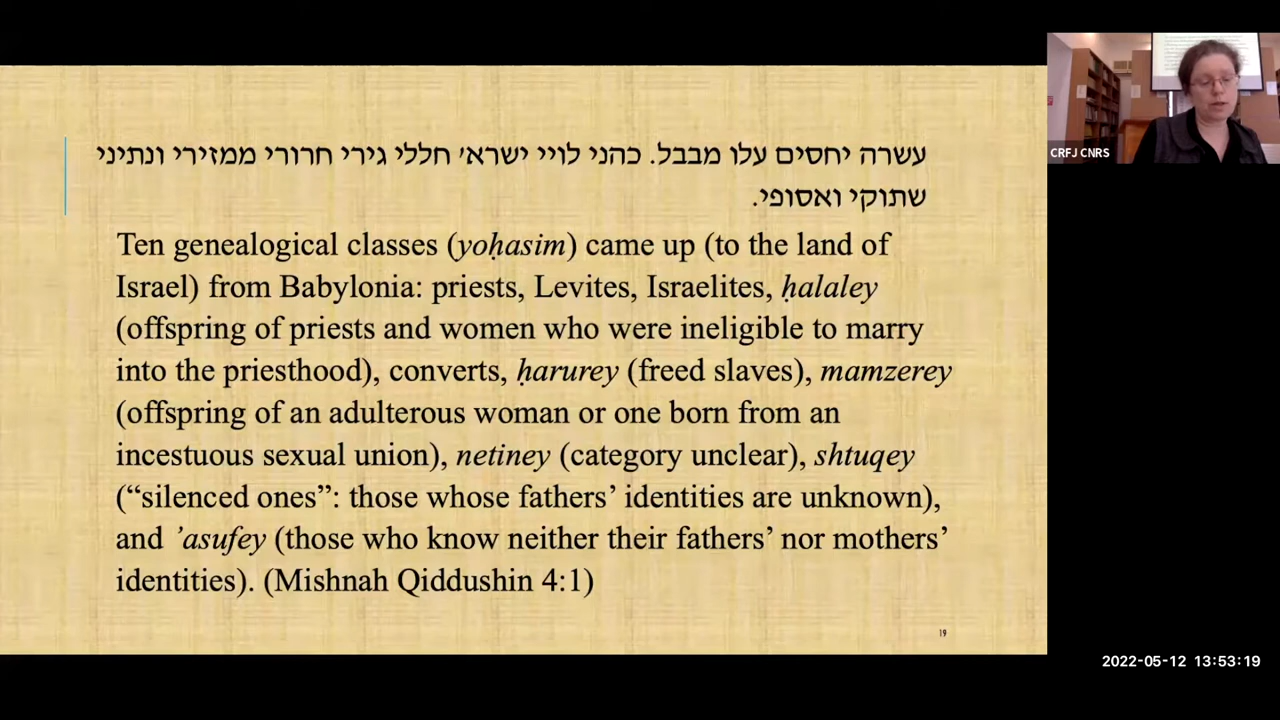 עשרה יחסים עלו מבבל. כהני לויי ישרא' חללי גירי חרורי ממזירי ונתיני
שתוקי ואסופי.
Ten genealogical classes (yoḥasim) came up (to the land of
Israel) from Babylonia: priests, Levites, Israelites, ḥalaley
(offspring of priests and women who were ineligible to marry
into the priesthood), converts, ḥarurey (freed slaves), mamzerey
(offspring of an adulterous woman or one born from an
incestuous sexual union), netiney (category unclear), shtuqey
(“silenced ones”: those whose fathers’ identities are unknown),
and ’asufey (those who know neither their fathers’ nor mothers’
identities). (Mishnah Qiddushin 4:1)
19
CRFJ CNRS
2022-05-12 13:53:19